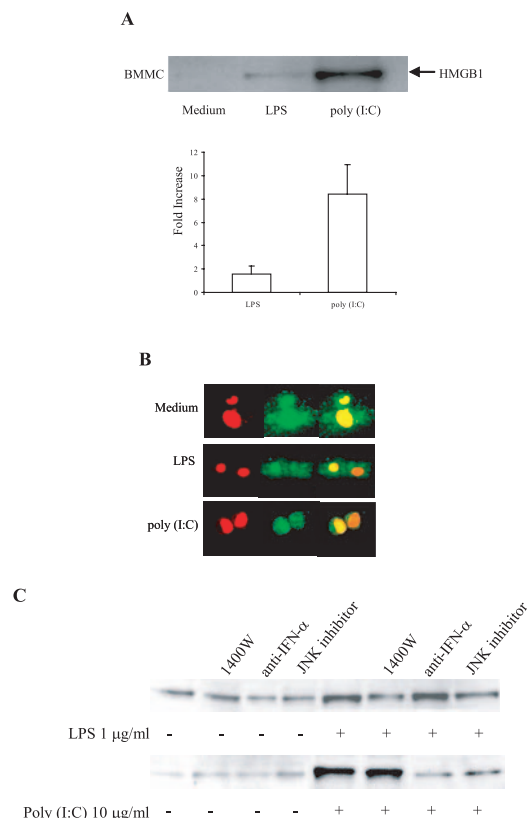 A
BMMC
HMGB1
Medium LPS poly (I:C)
Fold Increase
12
10
8
6
4
2
0
LPS poly (I:C)
B
Medium
LPS
poly (I:C)
C
1400W anti-IFN-α JNK inhibitor 1400W anti-IFN-α JNK inhibitor
LPS 1 μg/ml - - - - + + + +
Poly (I:C) 10 μg/ml - - - - + + + +